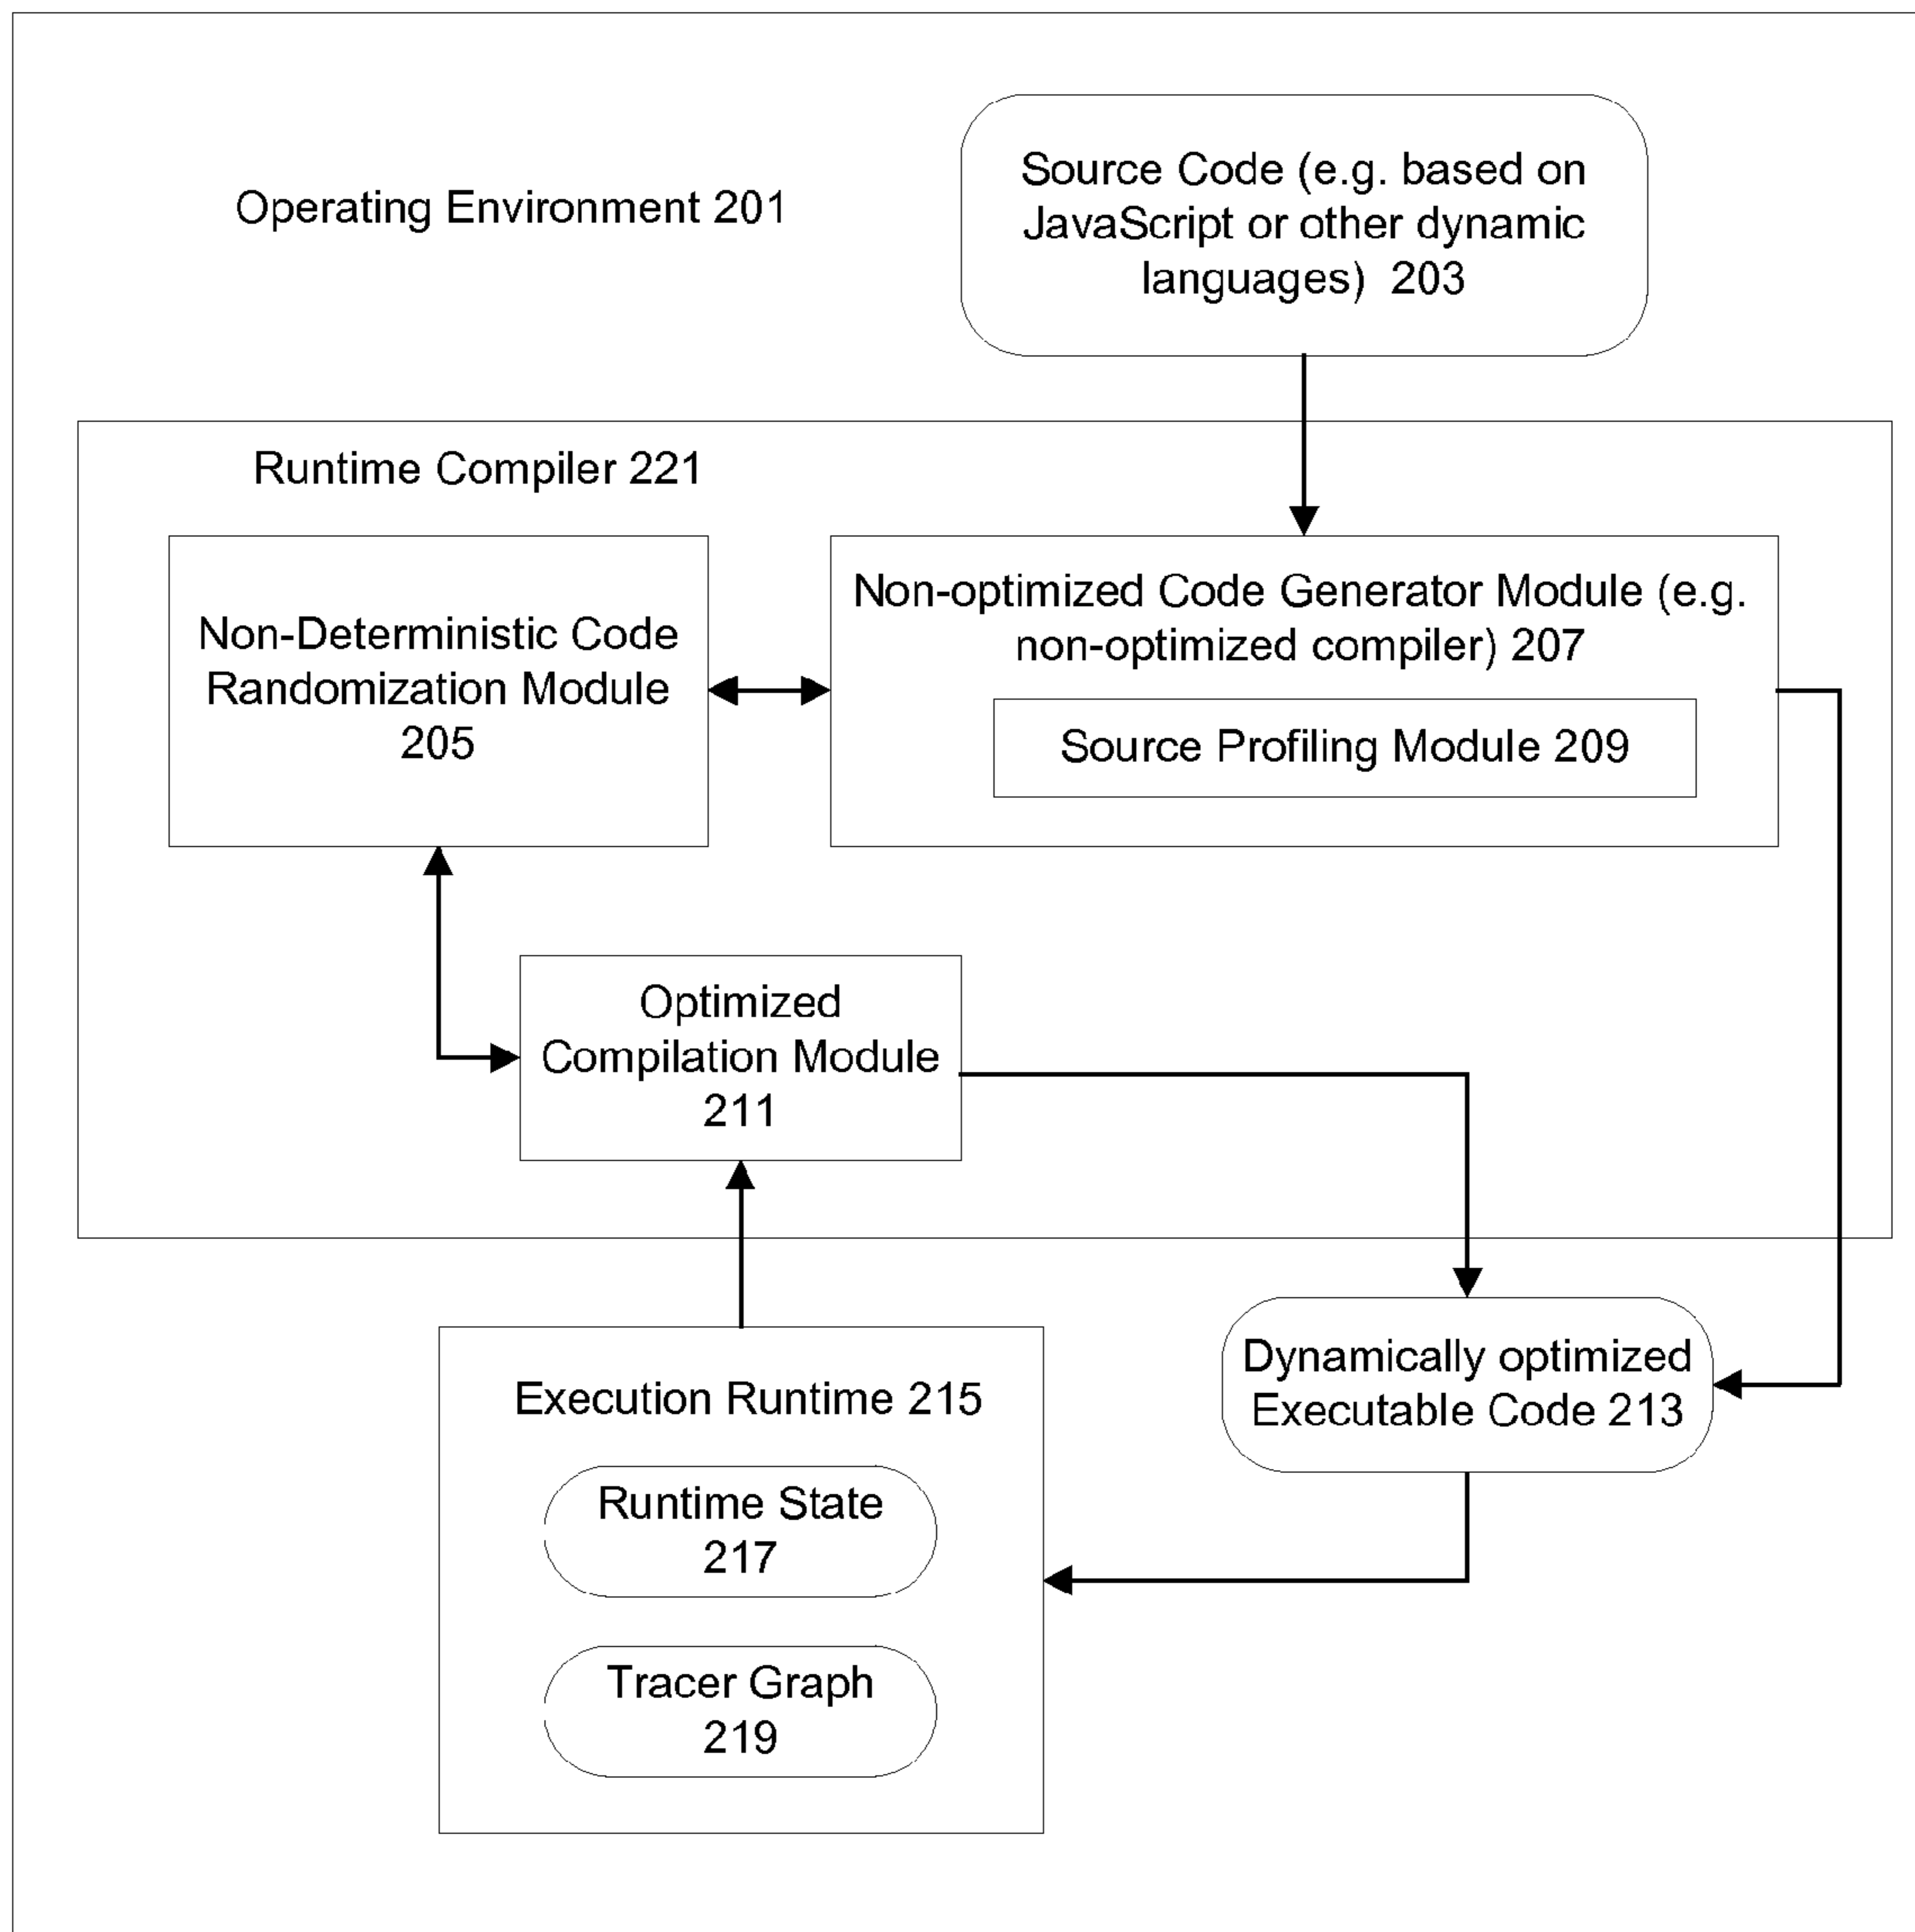 Operating Environment 201
Source Code (e.g. based on
JavaScript or other dynamic
languages) 203
Runtime Compiler 221
Non-Deterministic Code
Randomization Module
205
Non-optimized Code Generator Module (e.g.
non-optimized compiler) 207
Source Profiling Module 209
Optimized
Compilation Module
211
Execution Runtime 215
Runtime State
217
Tracer Graph
219
Dynamically optimized
Executable Code 213